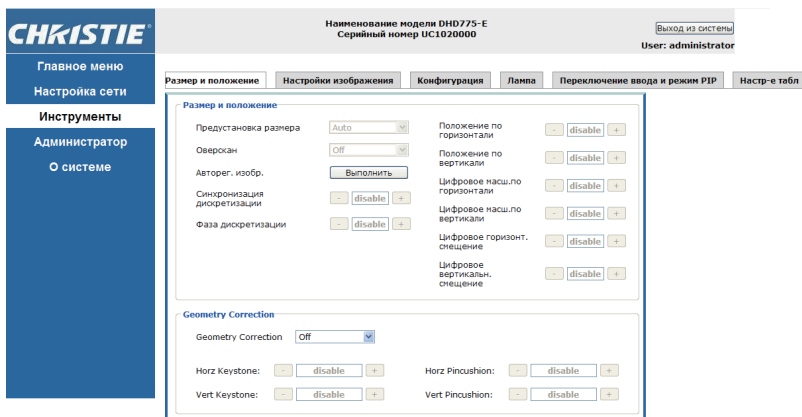 CHRISTIE
Наименование модели DHD775-E
Серийный номер UC1020000
Выход из системы
User: administrator
Главное меню
Настройка сети
Инструменты
Администратор
О системе
Размер и положение
Настройки изображения
Конфигурация
Лампа
Переключение ввода и режим PIP
Настр-е табл
Размер и положение
Предустановка размера
Auto
Оверскан
Off
Авторег. изобр.
Выполнить
Синхронизация
дискретизации
- disable +
Фаза дискретизации
- disable +
Положение по
горизонтали
- disable +
Положение по
вертикали
- disable +
Цифровое масш.по
горизонтали
- disable +
Цифровое масш.по
вертикали
- disable +
Цифровое горизонт.
смещение
- disable +
Цифровое
вертикальн.
смещение
- disable +
Geometry Correction
Geometry Correction Off
Horz Keystone: - disable +
Horz Pincushion: - disable +
Vert Keystone: - disable +
Vert Pincushion: - disable +